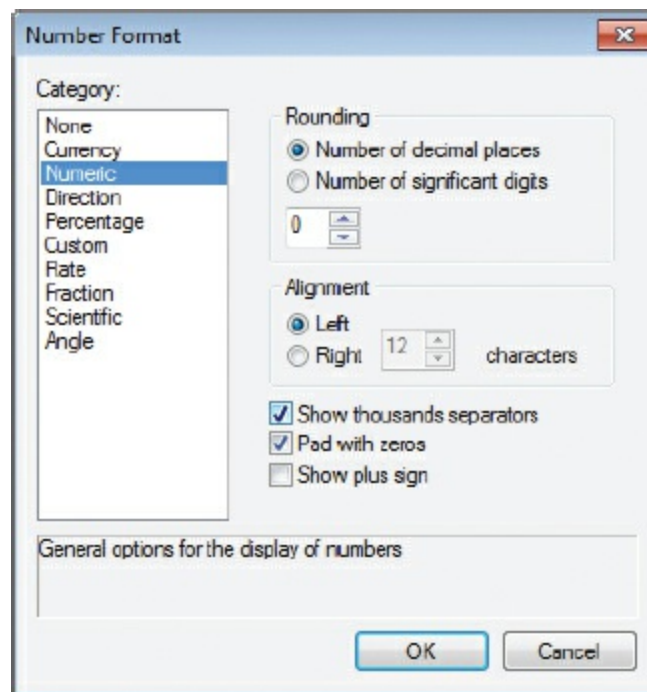 Number Format
Category:
None
Currency
Numeric
Direction
Percentage
Custom
Rate
Fraction
Scientific
Angle
Rounding
Number of decimal places
Number of significant digits
0
Alignment
Left
Right 12 characters
Show thousands separators
Pad with zeros
Show plus sign
General options for the display of numbers
OK Cancel